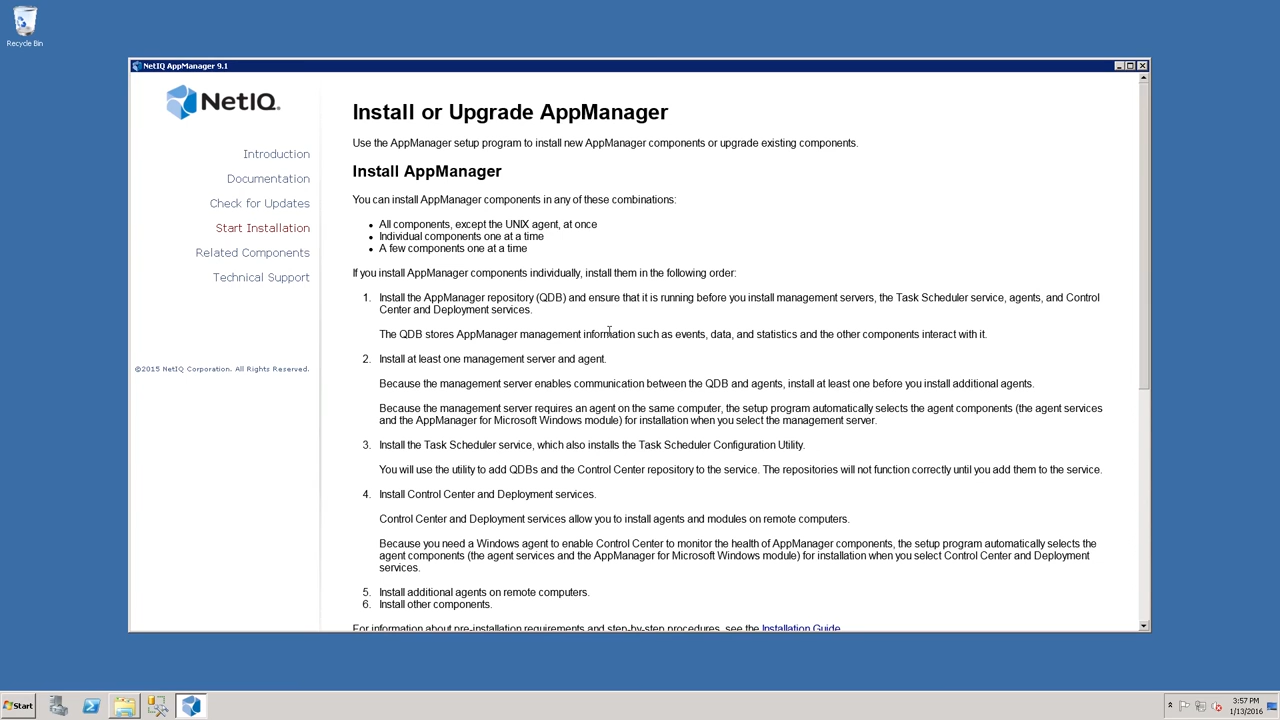 Recycle Bin
NetIQ AppManager 9.1
NetIQ.
Introduction
Documentation
Check for Updates
Start Installation
Related Components
Technical Support
©2015 NetIQ Corporation. All Rights Reserved.
Install or Upgrade AppManager
Use the AppManager setup program to install new AppManager components or upgrade existing components.
Install AppManager
You can install AppManager components in any of these combinations:
• All components, except the UNIX agent, at once
• Individual components one at a time
• A few components one at a time
If you install AppManager components individually, install them in the following order:
1. Install the AppManager repository (QDB) and ensure that it is running before you install management servers, the Task Scheduler service, agents, and Control
Center and Deployment services.
The QDB stores AppManager management information such as events, data, and statistics and the other components interact with it.
2. Install at least one management server and agent.
Because the management server enables communication between the QDB and agents, install at least one before you install additional agents.
Because the management server requires an agent on the same computer, the setup program automatically selects the agent components (the agent services
and the AppManager for Microsoft Windows module) for installation when you select the management server.
3. Install the Task Scheduler service, which also installs the Task Scheduler Configuration Utility.
You will use the utility to add QDBs and the Control Center repository to the service. The repositories will not function correctly until you add them to the service.
4. Install Control Center and Deployment services.
Control Center and Deployment services allow you to install agents and modules on remote computers.
Because you need a Windows agent to enable Control Center to monitor the health of AppManager components, the setup program automatically selects the
agent components (the agent services and the AppManager for Microsoft Windows module) for installation when you select Control Center and Deployment
services.
5. Install additional agents on remote computers.
6. Install other components.
For information about pre-installation requirements and step-by-step procedures, see the Installation Guide.
Start
3:57 PM
1/13/2016